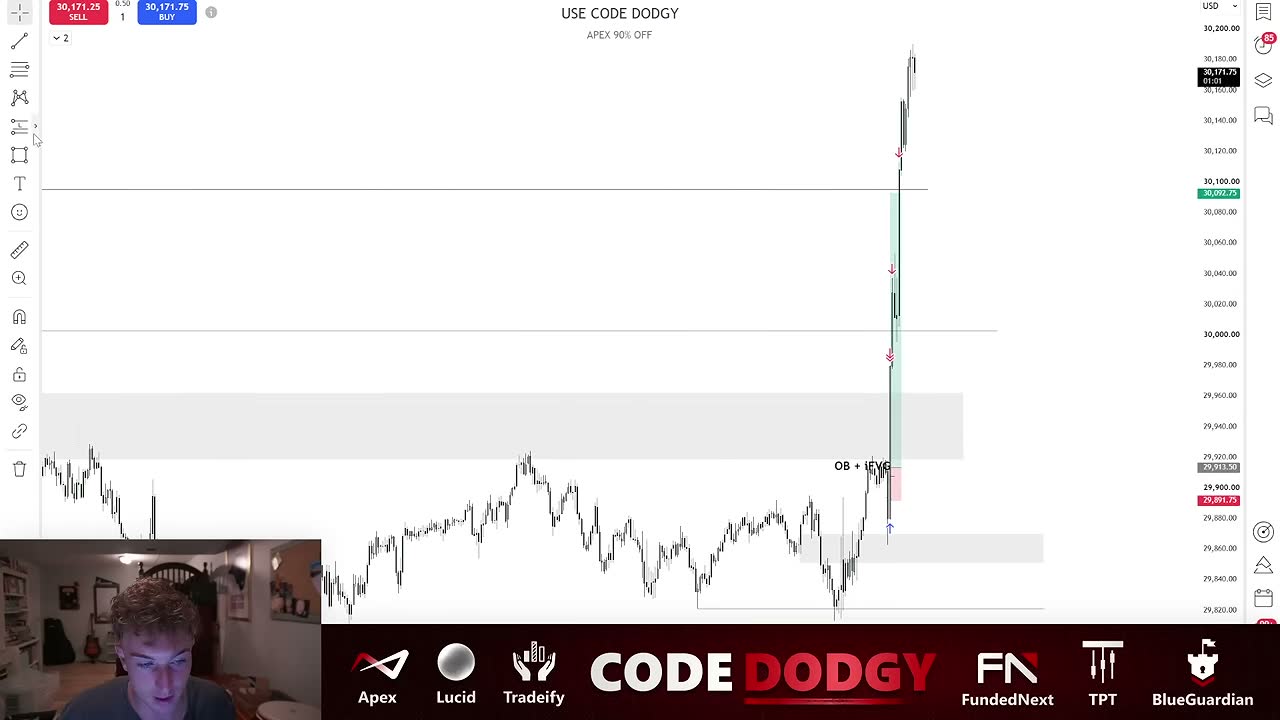 30,171.25
SELL
0.50
1
30,171.75
BUY
2
USE CODE DODGY
APEX 90% OFF
USD
85
30,200.00
30,180.00
30,171.75
01:01
30,160.00
30,140.00
30,120.00
30,100.00
30,092.75
30,080.00
30,060.00
30,040.00
30,020.00
30,000.00
29,980.00
29,960.00
29,940.00
29,920.00
29,913.50
29,900.00
29,891.75
29,880.00
29,860.00
29,840.00
29,820.00
OB + iFVG
Apex
Lucid
Tradeify
CODE DODGY
FundedNext
TPT
BlueGuardian